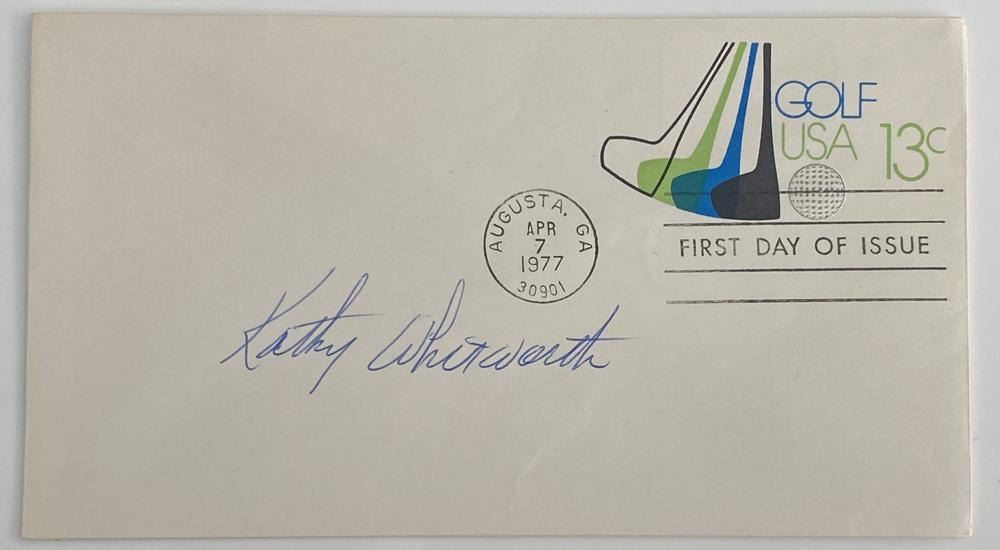 GOLF
USA 13c
AUGUSTA, GA
APR
7
1977
30901
FIRST DAY OF ISSUE
Kathy Whitworth